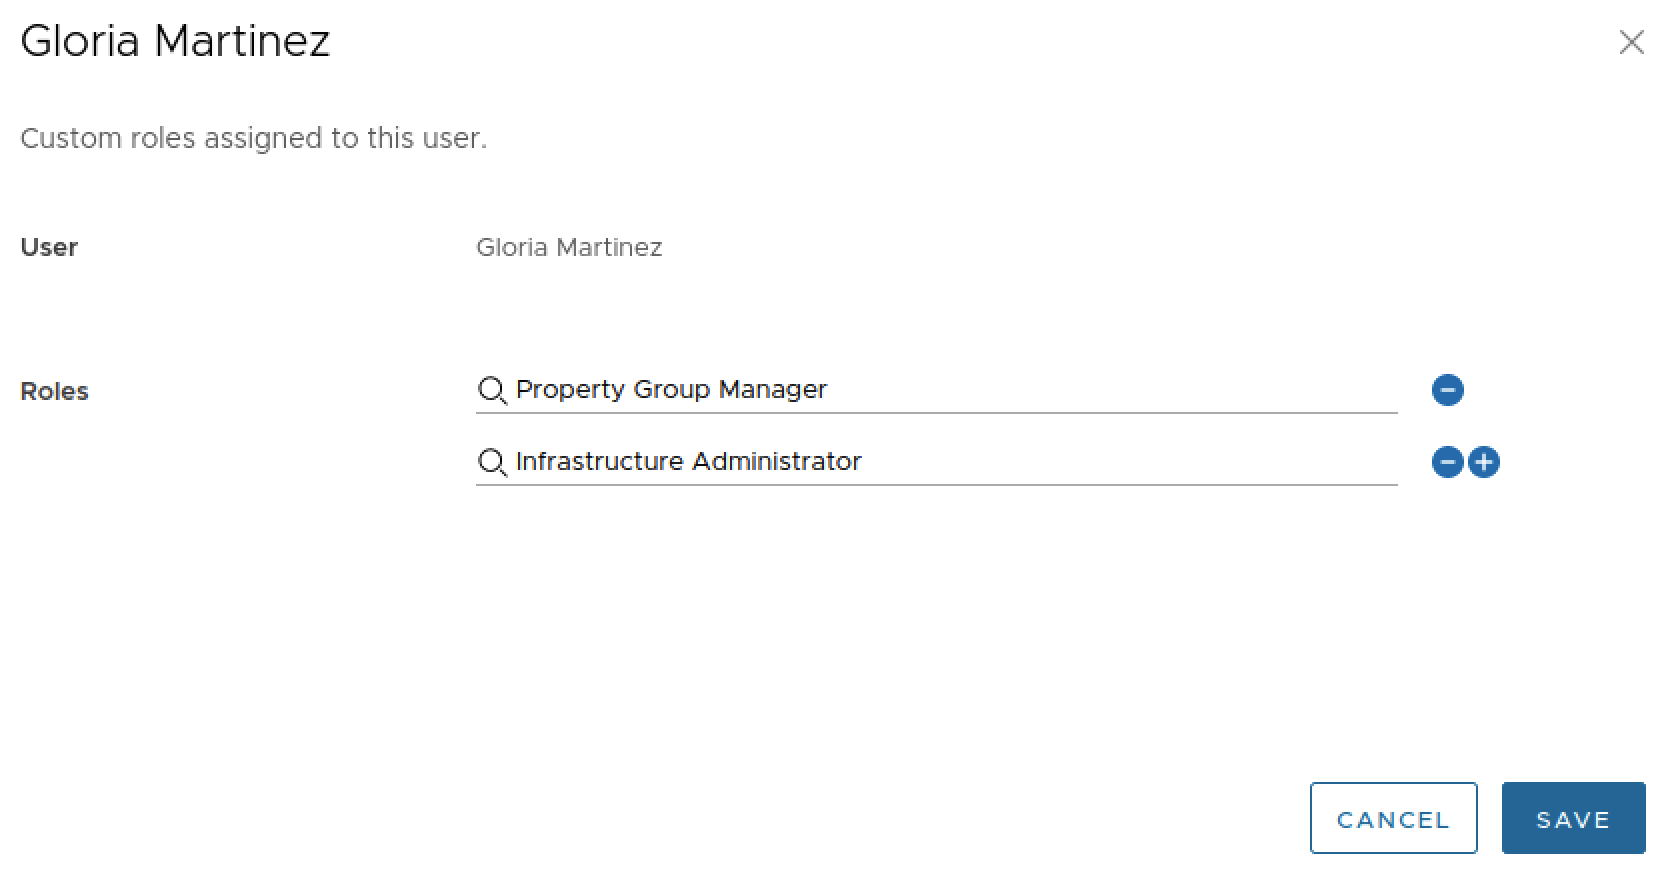 Gloria Martinez
Custom roles assigned to this user.
User Gloria Martinez
Roles Property Group Manager
Infrastructure Administrator
CANCEL SAVE